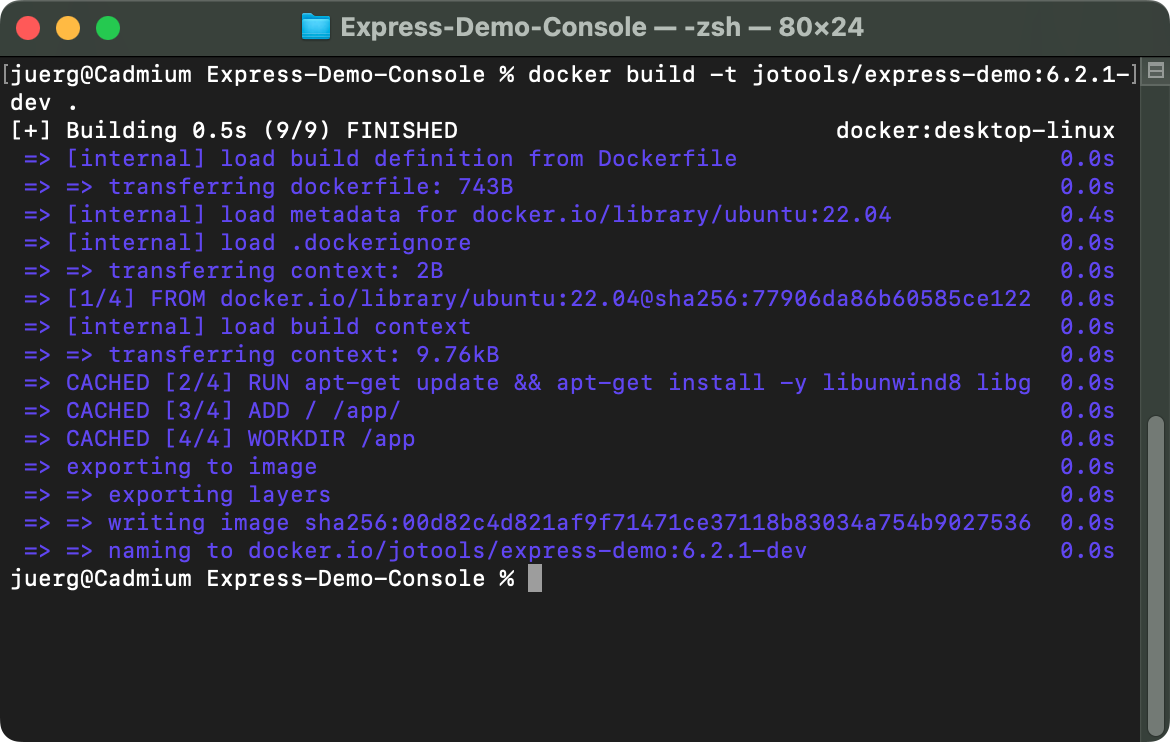 Express-Demo-Console — -zsh — 80×24
[juerg@Cadmium Express-Demo-Console % docker build -t jotools/express-demo:6.2.1-]
dev .
[+] Building 0.5s (9/9) FINISHED docker:desktop-linux
=> [internal] load build definition from Dockerfile 0.0s
=> => transferring dockerfile: 743B 0.0s
=> [internal] load metadata for docker.io/library/ubuntu:22.04 0.4s
=> [internal] load .dockerignore 0.0s
=> => transferring context: 2B 0.0s
=> [1/4] FROM docker.io/library/ubuntu:22.04@sha256:77906da86b60585ce122 0.0s
=> [internal] load build context 0.0s
=> => transferring context: 9.76kB 0.0s
=> CACHED [2/4] RUN apt-get update && apt-get install -y libunwind8 libg 0.0s
=> CACHED [3/4] ADD / /app/ 0.0s
=> CACHED [4/4] WORKDIR /app 0.0s
=> exporting to image 0.0s
=> => exporting layers 0.0s
=> => writing image sha256:00d82c4d821af9f71471ce37118b83034a754b9027536 0.0s
=> => naming to docker.io/jotools/express-demo:6.2.1-dev 0.0s
juerg@Cadmium Express-Demo-Console %